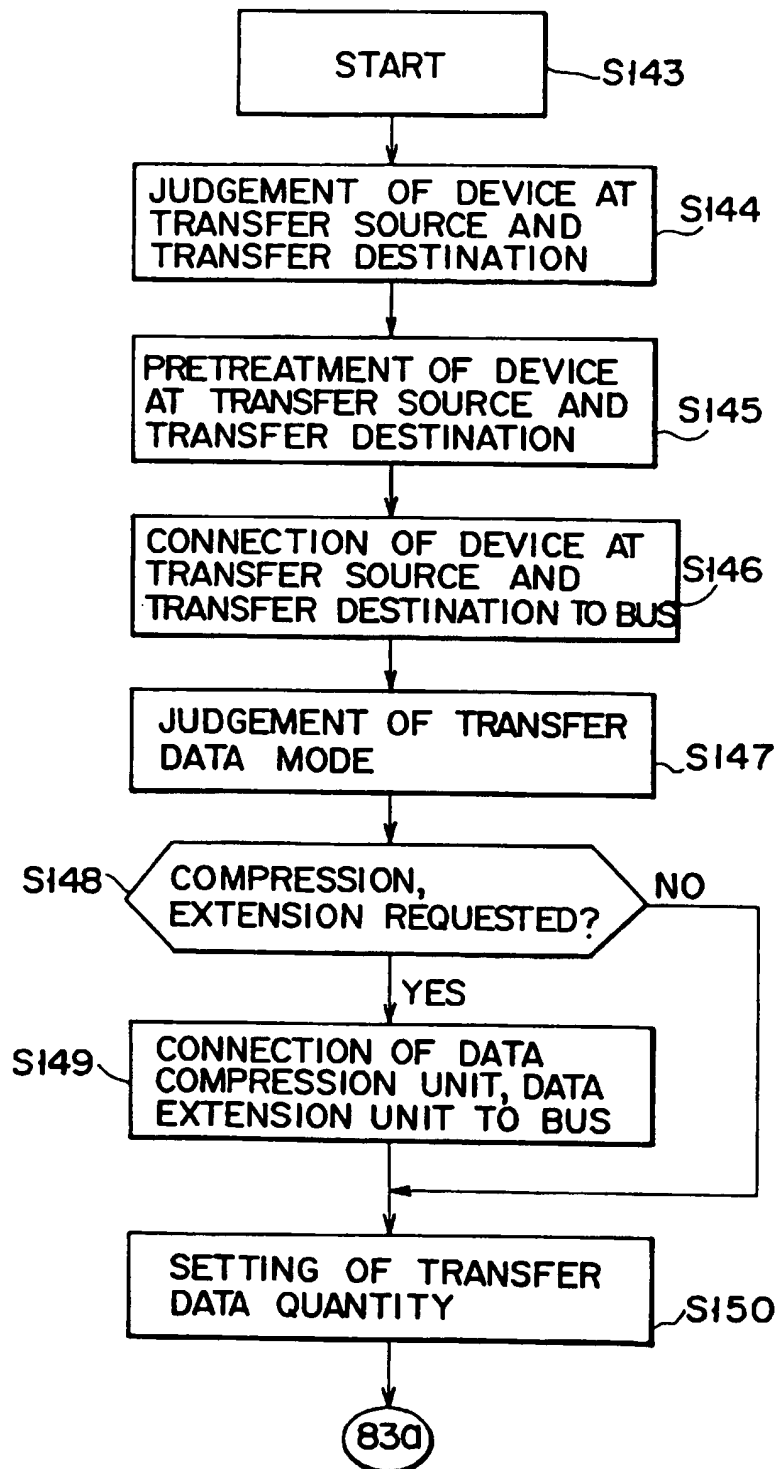 START
S143
JUDGEMENT OF DEVICE AT
TRANSFER SOURCE AND
TRANSFER DESTINATION
S144
PRETREATMENT OF DEVICE
AT TRANSFER SOURCE AND
TRANSFER DESTINATION
S145
CONNECTION OF DEVICE AT
TRANSFER SOURCE AND
TRANSFER DESTINATION TO BUS
S146
JUDGEMENT OF TRANSFER
DATA MODE
S147
S148
COMPRESSION,
EXTENSION REQUESTED?
NO
YES
S149
CONNECTION OF DATA
COMPRESSION UNIT, DATA
EXTENSION UNIT TO BUS
SETTING OF TRANSFER
DATA QUANTITY
S150
83a